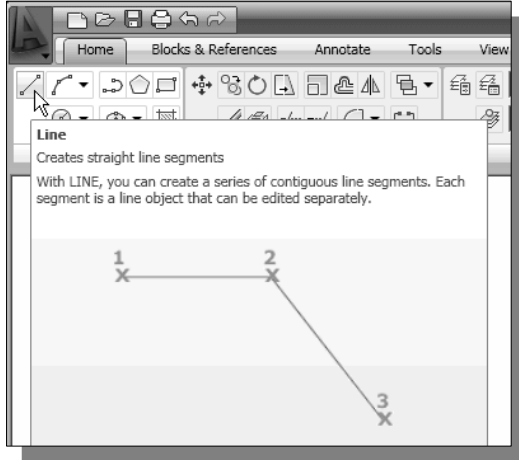 Home Blocks & References Annotate Tools View
Line
Creates straight line segments
With LINE, you can create a series of contiguous line segments. Each
segment is a line object that can be edited separately.
1 2
3